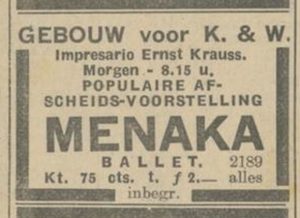 GEBOUW voor K. & W.
Impresario Ernst Krauss.
Morgen - 8.15 u.
POPULAIRE AF-
SCHEIDS-VOORSTELLING
MENAKA
BALLET. 2189
Kt. 75 cts. t. f 2.— alles
inbegr.